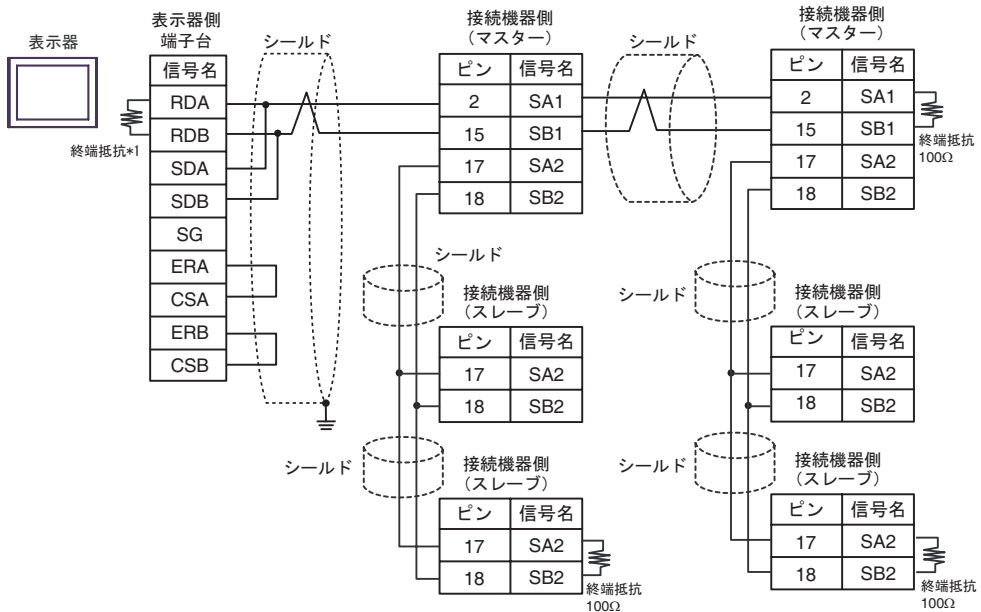 表示器
表示器側
端子台
信号名
RDA
RDB
SDA
SDB
SG
ERA
CSA
ERB
CSB
終端抵抗*1
シールド
接続機器側
(マスター)
ピン 信号名
2 SA1
15 SB1
17 SA2
18 SB2
シールド
接続機器側
(マスター)
ピン 信号名
2 SA1
15 SB1
17 SA2
18 SB2
終端抵抗
100Ω
シールド
接続機器側
(スレーブ)
ピン 信号名
17 SA2
18 SB2
シールド
接続機器側
(スレーブ)
ピン 信号名
17 SA2
18 SB2
シールド
接続機器側
(スレーブ)
ピン 信号名
17 SA2
18 SB2
終端抵抗
100Ω
シールド
接続機器側
(スレーブ)
ピン 信号名
17 SA2
18 SB2
終端抵抗
100Ω